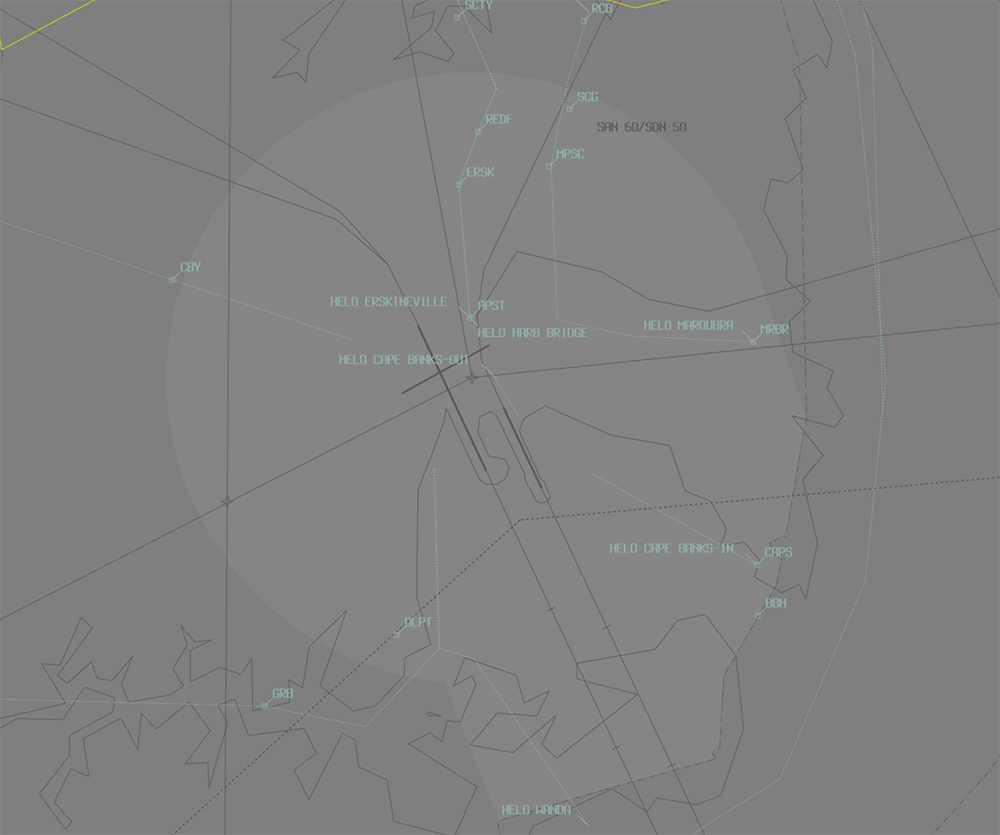 SCTY
RCB
SCG
REDF
SAN 60/SDN 50
MPSC
ERSK
CBY
HELO ERSKINEVILLE
APST
HELO MAROUBRA
MRBR
HELO HARB BRIDGE
HELO CAPE BANKS-OUT
HELO CAPE BANKS-IN
CAPS
BBH
DLPT
GRB
HELO WANDA